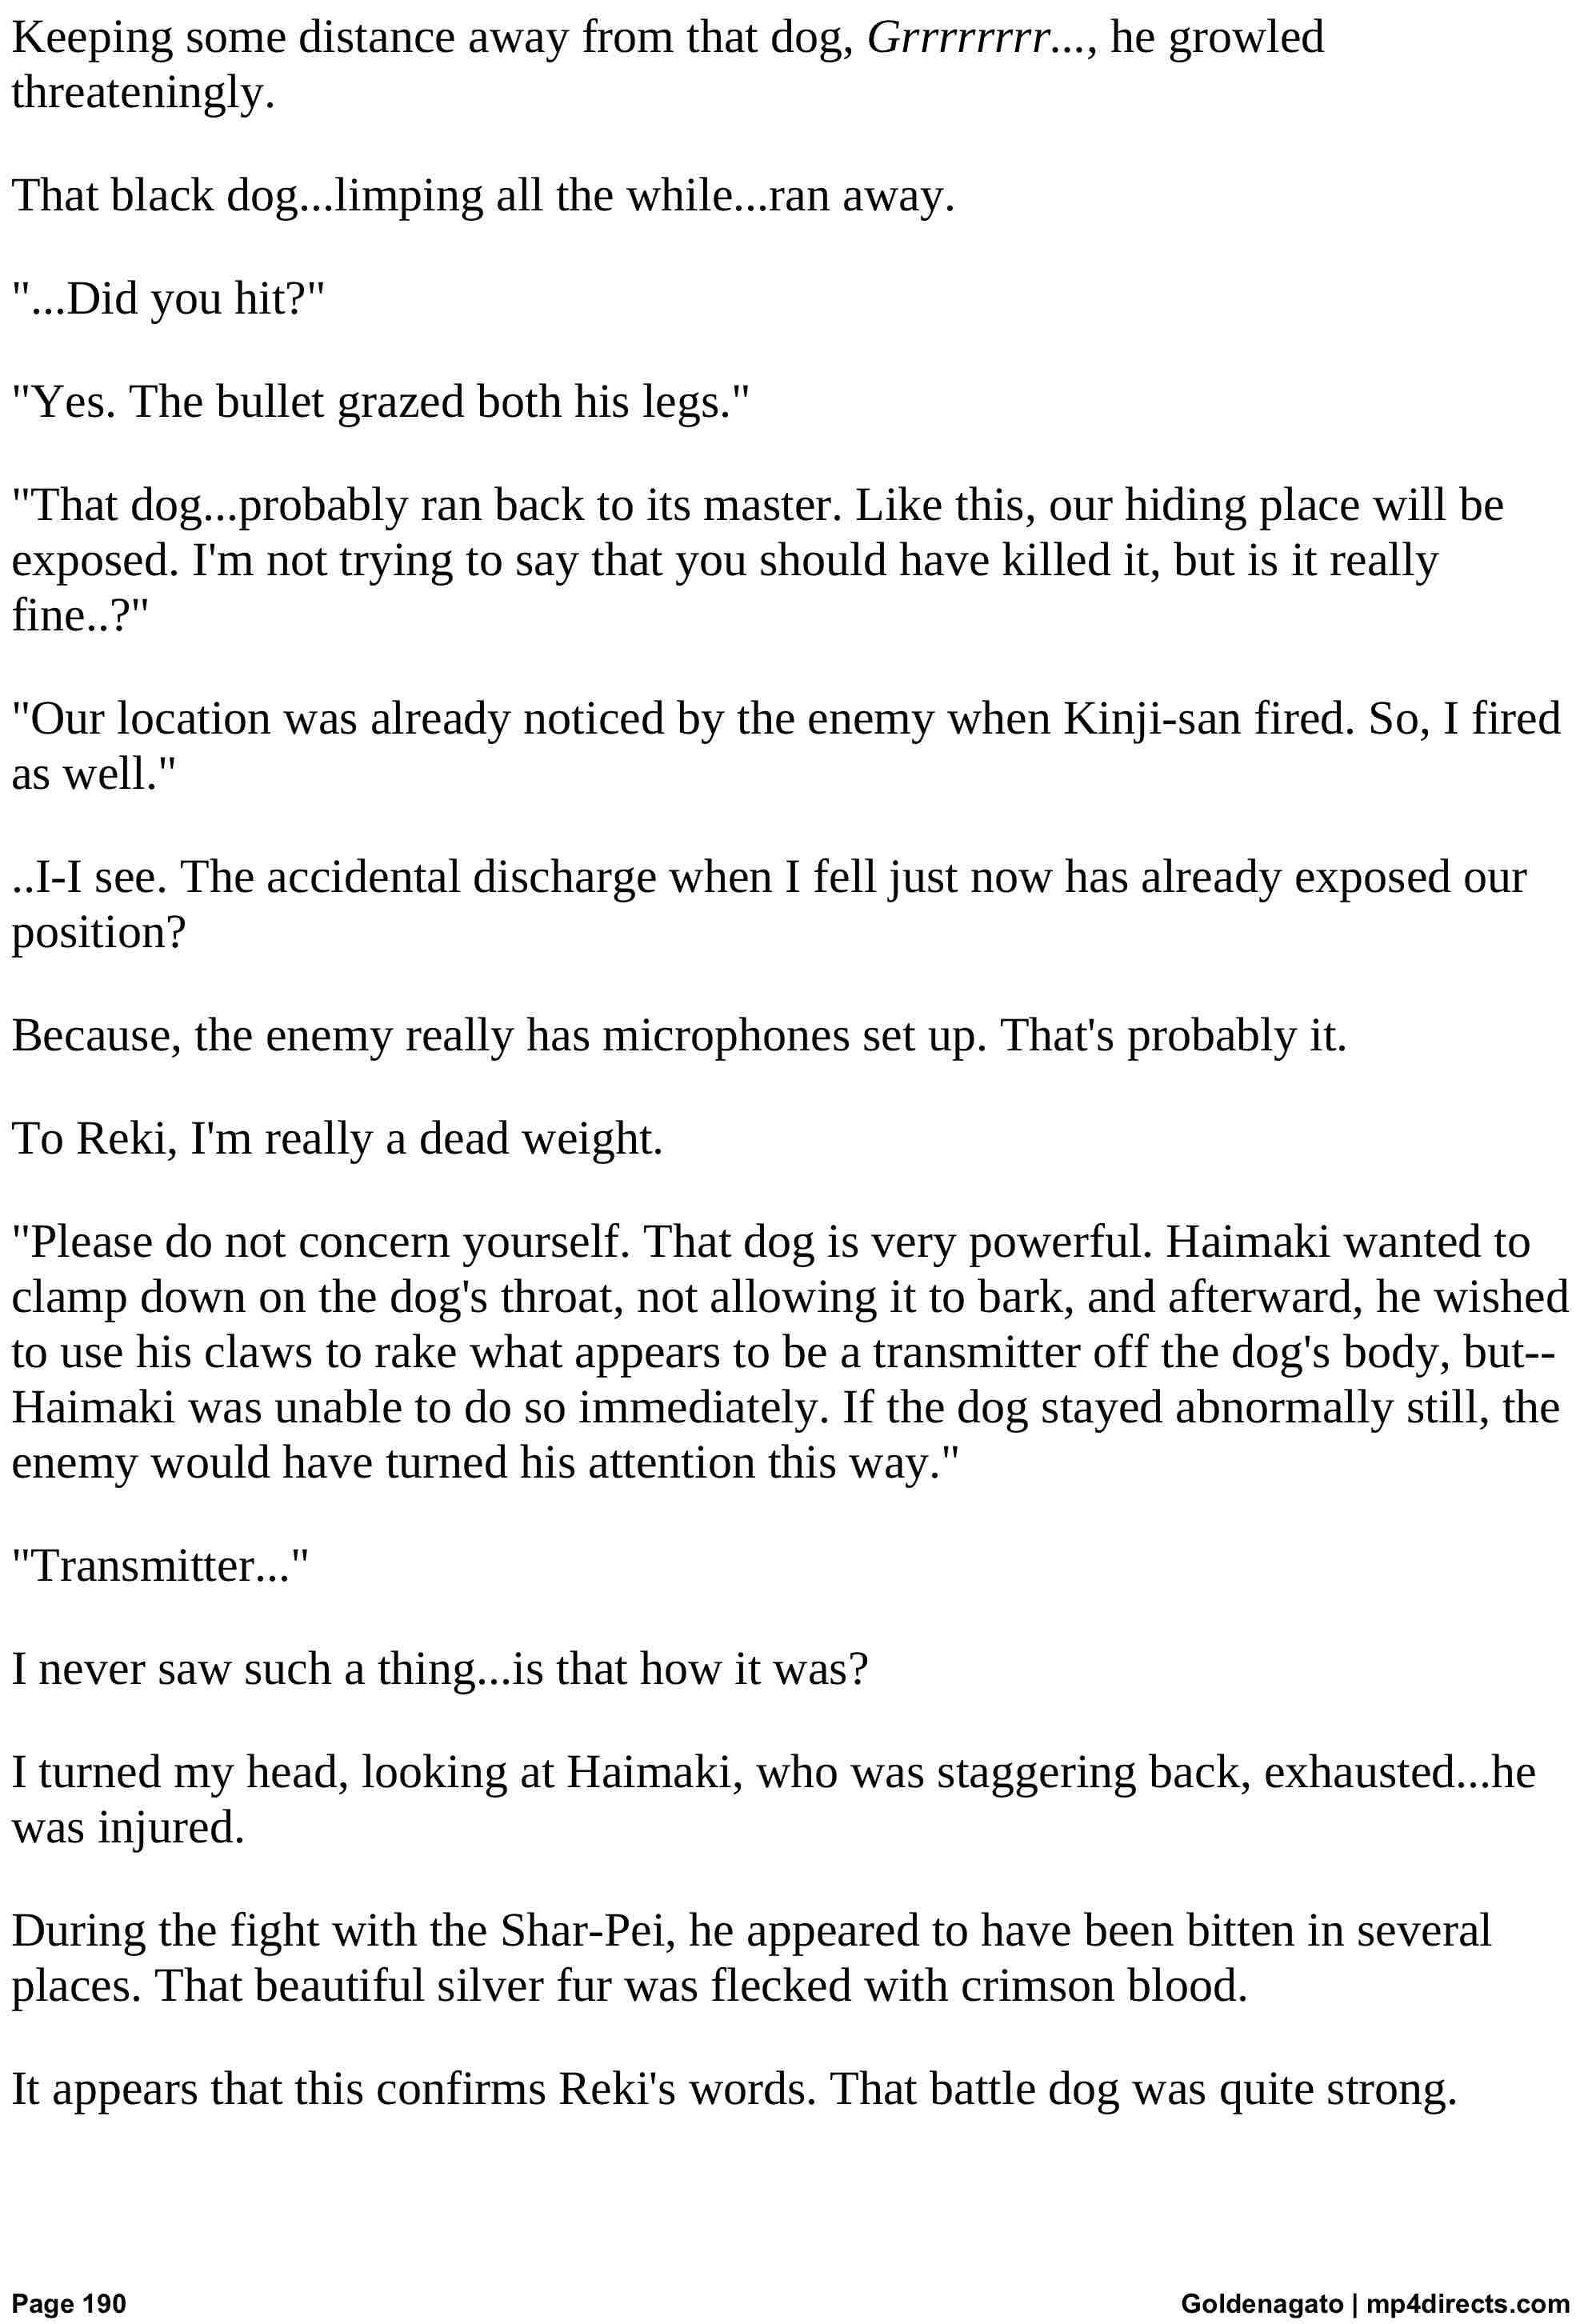 Keeping some distance away from that dog, Grrrrrrrr..., he growled
threateningly.
That black dog...limping all the while...ran away.
"...Did you hit?"
"Yes. The bullet grazed both his legs."
"That dog...probably ran back to its master. Like this, our hiding place will be
exposed. I'm not trying to say that you should have killed it, but is it really
fine..?"
"Our location was already noticed by the enemy when Kinji-san fired. So, I fired
as well."
..I-I see. The accidental discharge when I fell just now has already exposed our
position?
Because, the enemy really has microphones set up. That's probably it.
To Reki, I'm really a dead weight.
"Please do not concern yourself. That dog is very powerful. Haimaki wanted to
clamp down on the dog's throat, not allowing it to bark, and afterward, he wished
to use his claws to rake what appears to be a transmitter off the dog's body, but--
Haimaki was unable to do so immediately. If the dog stayed abnormally still, the
enemy would have turned his attention this way."
"Transmitter..."
I never saw such a thing...is that how it was?
I turned my head, looking at Haimaki, who was staggering back, exhausted...he
was injured.
During the fight with the Shar-Pei, he appeared to have been bitten in several
places. That beautiful silver fur was flecked with crimson blood.
It appears that this confirms Reki's words. That battle dog was quite strong.
Page 190
Goldenagato | mp4directs.com